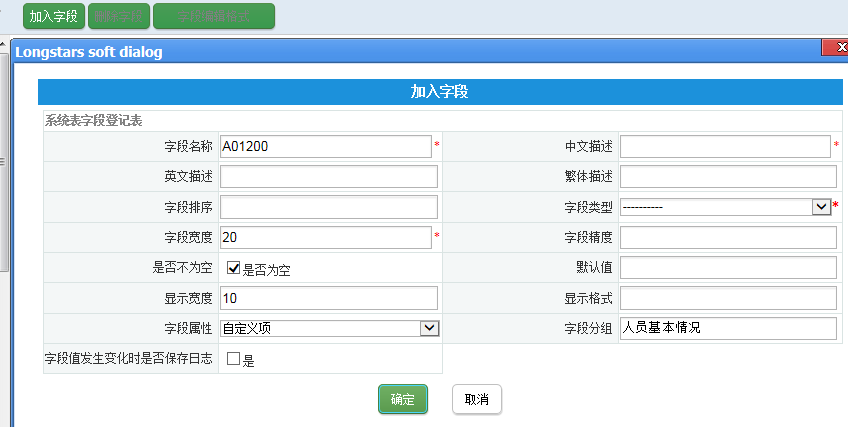 加入字段 删除字段 字段编辑格式
Longstars soft dialog
加入字段
系统表字段登记表
字段名称 A01200 * 中文描述 *
英文描述 繁体描述
字段排序 字段类型 ---------- *
字段宽度 20 * 字段精度
是否不为空 是否为空 默认值
显示宽度 10 显示格式
字段属性 自定义项 字段分组 人员基本情况
字段值发生变化时是否保存日志 是
确定 取消